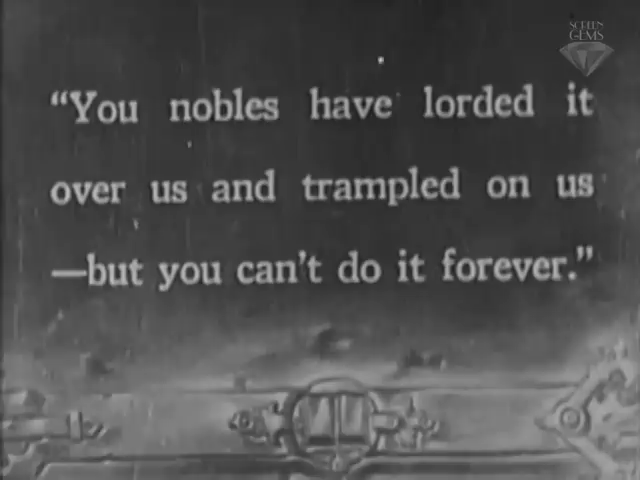 SCREEN
GEMS
“You nobles have lorded it
over us and trampled on us
—but you can't do it forever.”